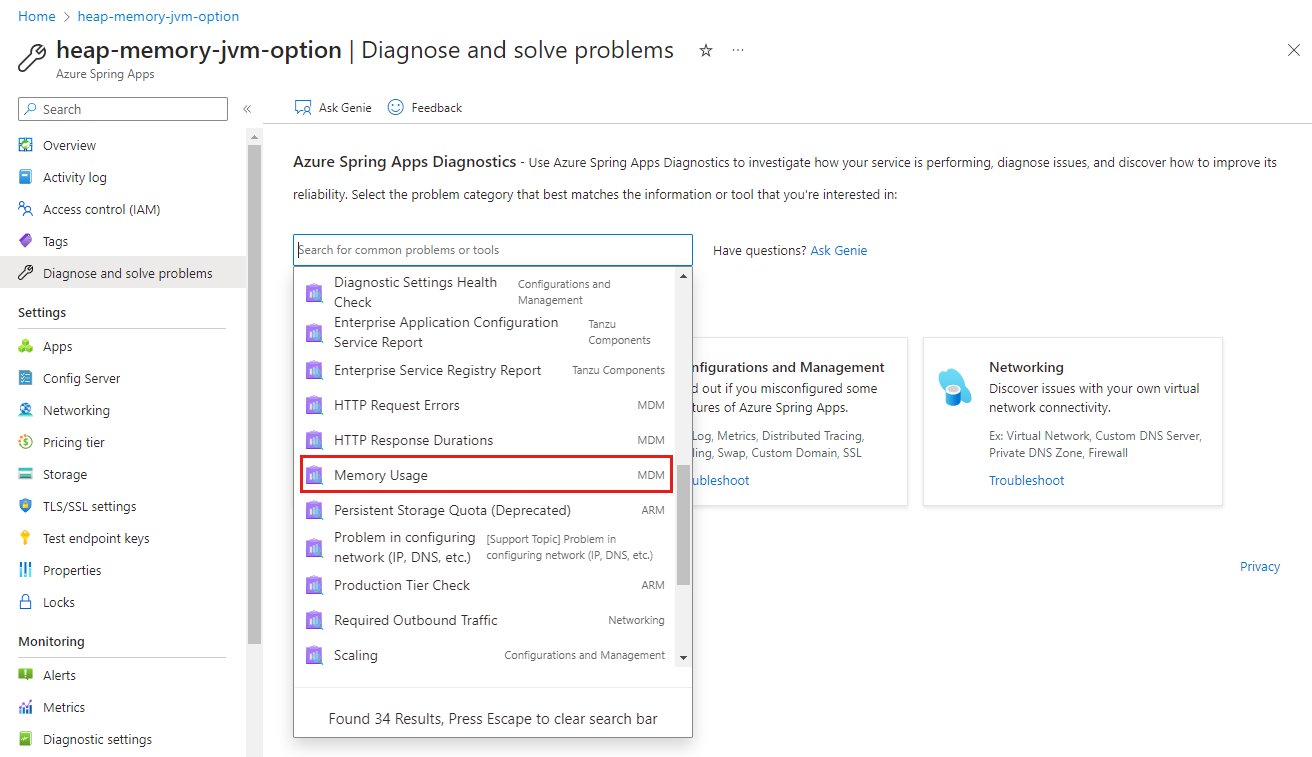 Home > heap-memory-jvm-option
heap-memory-jvm-option | Diagnose and solve problems
Azure Spring Apps
Search
Overview
Activity log
Access control (IAM)
Tags
Diagnose and solve problems
Settings
Apps
Config Server
Networking
Pricing tier
Storage
TLS/SSL settings
Test endpoint keys
Properties
Locks
Monitoring
Alerts
Metrics
Diagnostic settings
Ask Genie Feedback
Azure Spring Apps Diagnostics - Use Azure Spring Apps Diagnostics to investigate how your service is performing, diagnose issues, and discover how to improve its
reliability. Select the problem category that best matches the information or tool that you're interested in:
Search for common problems or tools
Have questions? Ask Genie
Diagnostic Settings Health
Check
Configurations and
Management
Enterprise Application Configuration
Service Report
Tanzu
Components
Enterprise Service Registry Report Tanzu Components
HTTP Request Errors MDM
HTTP Response Durations MDM
Memory Usage MDM
Persistent Storage Quota (Deprecated) ARM
Problem in configuring
network (IP, DNS, etc.)
[Support Topic] Problem in
configuring network (IP, DNS, etc.)
Production Tier Check ARM
Required Outbound Traffic Networking
Scaling Configurations and Management
Found 34 Results, Press Escape to clear search bar
nfigurations and Management
d out if you misconfigured some
tures of Azure Spring Apps.
Log, Metrics, Distributed Tracing,
ling, Swap, Custom Domain, SSL
ubleshoot
Networking
Discover issues with your own virtual
network connectivity.
Ex: Virtual Network, Custom DNS Server,
Private DNS Zone, Firewall
Troubleshoot
Privacy